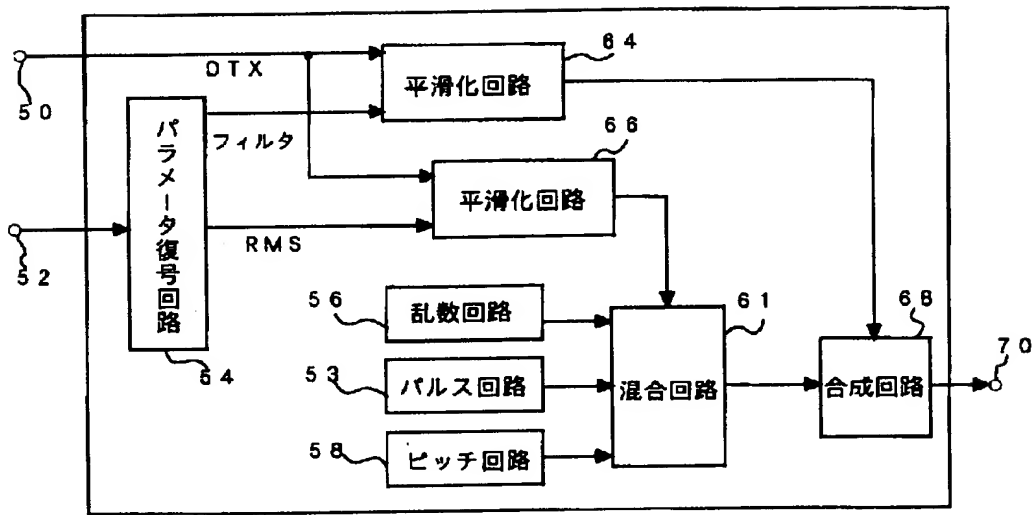 DTX
平滑化回路
64
50
パラメータ復号回路
フィルタ
66
平滑化回路
RMS
52
54
56
乱数回路
61
68
53
パルス回路
混合回路
合成回路
70
58
ピッチ回路